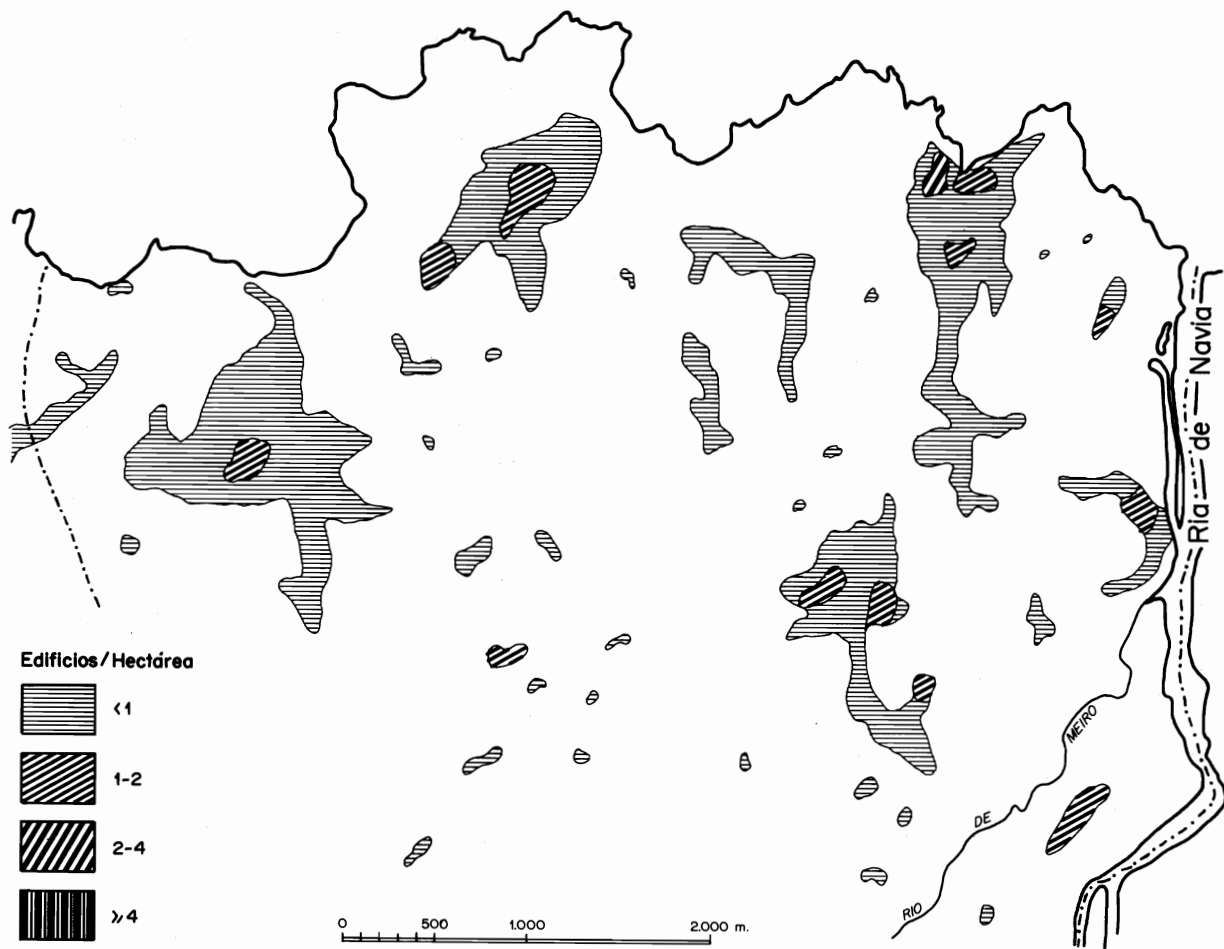 Ría de Navia
Edificios/Hectárea
<1
1-2
2-4
⩾4
RIO DE MEIRO
0 500 1.000 2.000 m.